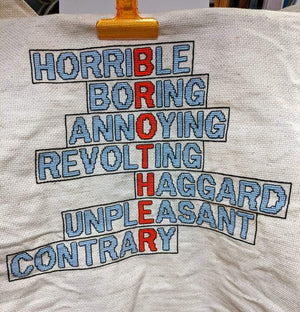 HORRIBLE
BORING
ANNOYING
REVOLTING
HAGGARD
UNPLEASANT
CONTRARY